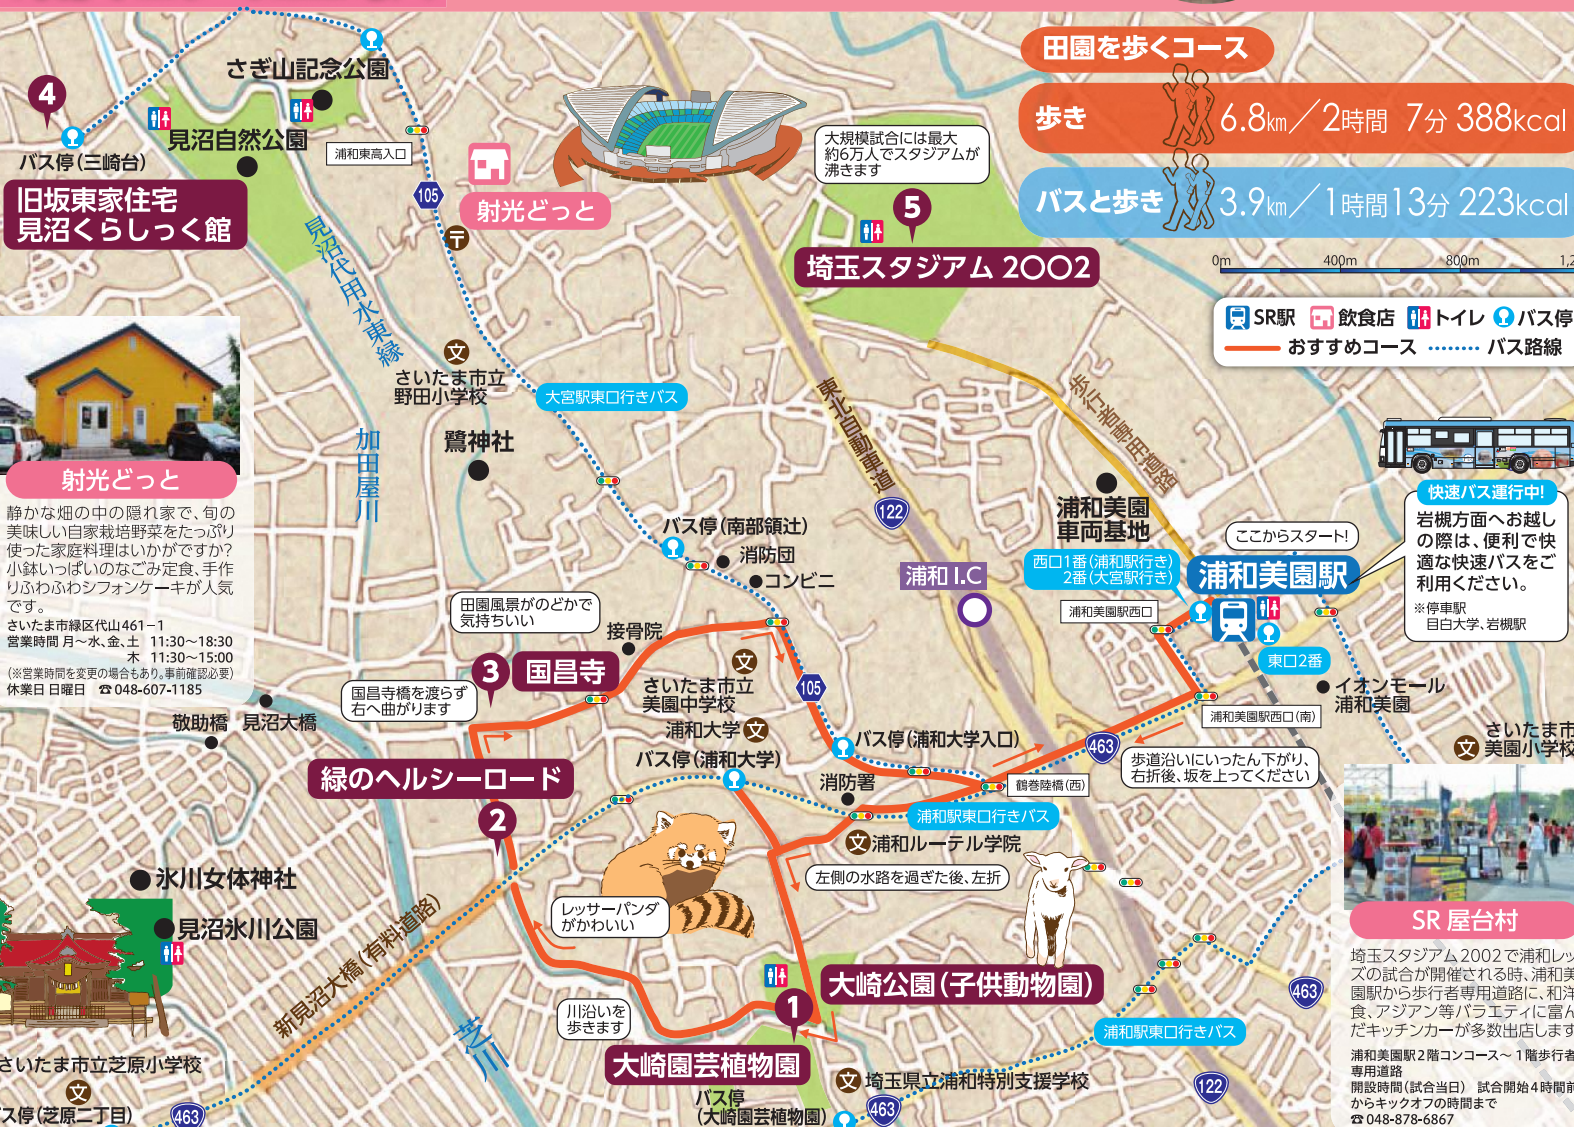 田園を歩くコース
歩き 6.8km／2時間 7分 388kcal
バスと歩き 3.9km／1時間13分 223kcal
0m 400m 800m 1,2
SR駅 飲食店 トイレ バス停
おすすめコース バス路線
さぎ山記念公園
4
バス停(三崎台)
見沼自然公園
旧坂東家住宅
見沼くらしっく館
浦和東高入口
105
射光どっと
大規模試合には最大
約6万人でスタジアムが
沸きます
5
埼玉スタジアム 2002
見沼代用水東縁
文
さいたま市立
野田小学校
大宮駅東口行きバス
鷺神社
加田屋川
東北自動車道
歩行者専用道路
122
浦和美園
車両基地
快速バス運行中!
岩槻方面へお越し
の際は、便利で快
適な快速バスをご
利用ください。
※停車駅
目白大学、岩槻駅
ここからスタート!
浦和美園駅
西口1番(浦和駅行き)
2番(大宮駅行き)
浦和美園駅西口
東口2番
浦和 I.C
イオンモール
浦和美園
浦和美園駅西口(南)
さいたま市
文 美園小学校
射光どっと
静かな畑の中の隠れ家で、旬の
美味しい自家栽培野菜をたっぷり
使った家庭料理はいかがですか?
小鉢いっぱいのなごみ定食、手作
りふわふわシフォンケーキが人気
です。
さいたま市緑区代山461−1
営業時間 月〜水、金、土 11:30〜18:30
木 11:30〜15:00
(※営業時間を変更の場合もあり。事前確認必要)
休業日 日曜日 ☎048-607-1185
バス停(南部領辻)
消防団
コンビニ
田園風景がのどかで
気持ちいい
接骨院
3 国昌寺
国昌寺橋を渡らず
右へ曲がります
文
さいたま市立
美園中学校
105
浦和大学 文
バス停(浦和大学)
バス停(浦和大学入口)
463
歩道沿いにいったん下がり、
右折後、坂を上ってください
鶴巻陸橋(西)
消防署
浦和駅東口行きバス
文 浦和ルーテル学院
左側の水路を過ぎた後、左折
敬助橋 見沼大橋
緑のヘルシーロード
2
氷川女体神社
見沼氷川公園
レッサーパンダ
がかわいい
新見沼大橋(有料道路)
芝川
川沿いを
歩きます
大崎公園(子供動物園)
1
大崎園芸植物園
バス停
(大崎園芸植物園)
文 埼玉県立浦和特別支援学校
463
浦和駅東口行きバス
463
122
さいたま市立芝原小学校
文
バス停(芝原二丁目)
463
SR 屋台村
埼玉スタジアム2002で浦和レッ
ズの試合が開催される時、浦和美
園駅から歩行者専用道路に、和洋
食、アジアン等バラエティに富ん
だキッチンカーが多数出店します
浦和美園駅2階コンコース〜1階歩行者
専用道路
開設時間(試合当日) 試合開始4時間前
からキックオフの時間まで
☎048-878-6867